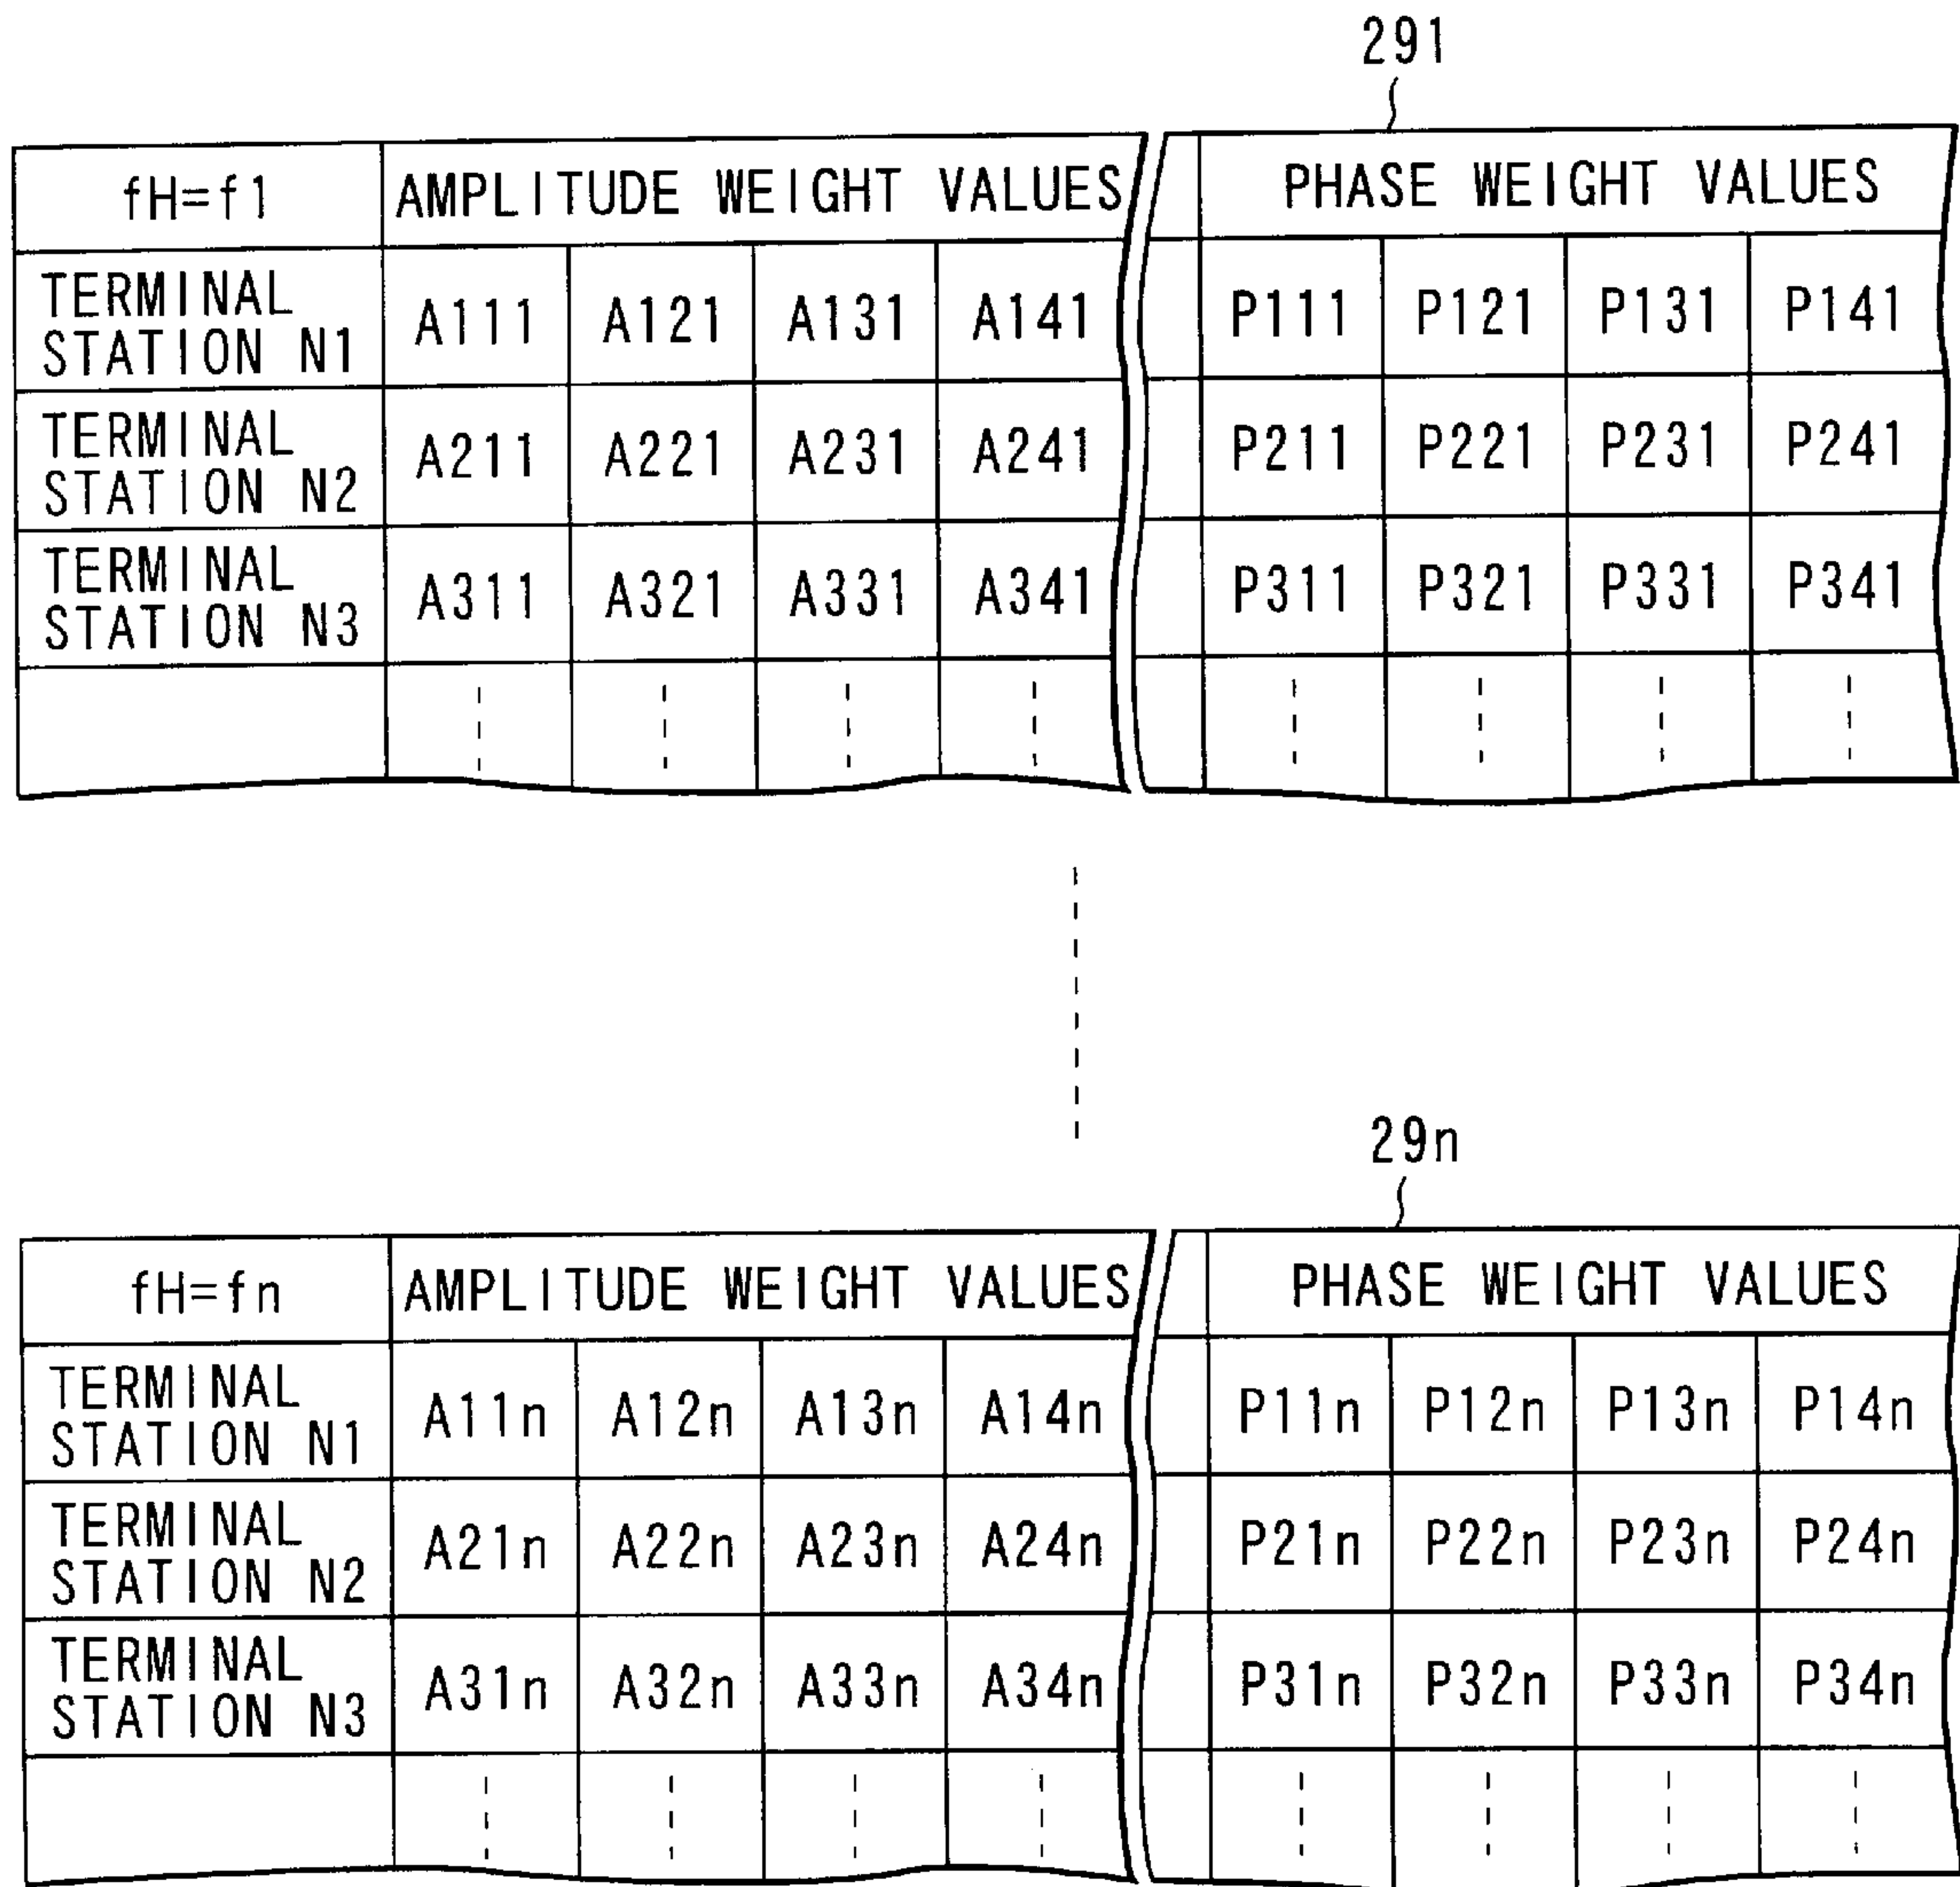 291
fH=f1 AMPLITUDE WEIGHT VALUES PHASE WEIGHT VALUES
TERMINAL
STATION N1 A111 A121 A131 A141 P111 P121 P131 P141
TERMINAL
STATION N2 A211 A221 A231 A241 P211 P221 P231 P241
TERMINAL
STATION N3 A311 A321 A331 A341 P311 P321 P331 P341
29n
fH=fn AMPLITUDE WEIGHT VALUES PHASE WEIGHT VALUES
TERMINAL
STATION N1 A11n A12n A13n A14n P11n P12n P13n P14n
TERMINAL
STATION N2 A21n A22n A23n A24n P21n P22n P23n P24n
TERMINAL
STATION N3 A31n A32n A33n A34n P31n P32n P33n P34n